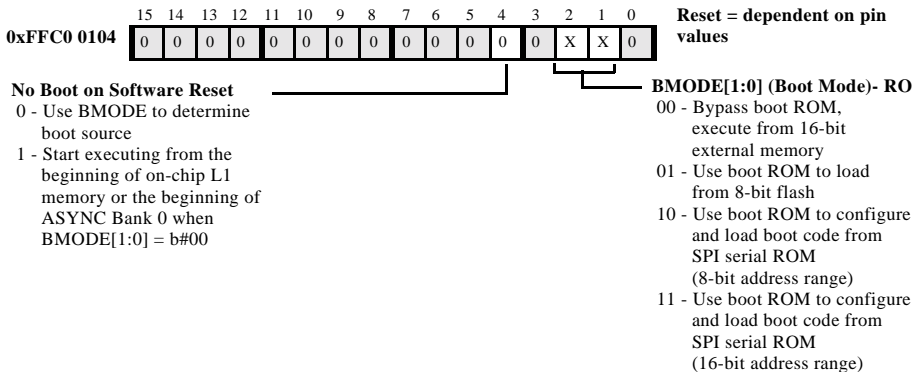 15 14 13 12 11 10 9 8 7 6 5 4 3 2 1 0
Reset = dependent on pin
values
0xFFC0 0104
0 0 0 0 0 0 0 0 0 0 0 0 0 X X 0
No Boot on Software Reset
0 - Use BMODE to determine
boot source
1 - Start executing from the
beginning of on-chip L1
memory or the beginning of
ASYNC Bank 0 when
BMODE[1:0] = b#00
BMODE[1:0] (Boot Mode)- RO
00 - Bypass boot ROM,
execute from 16-bit
external memory
01 - Use boot ROM to load
from 8-bit flash
10 - Use boot ROM to configure
and load boot code from
SPI serial ROM
(8-bit address range)
11 - Use boot ROM to configure
and load boot code from
SPI serial ROM
(16-bit address range)